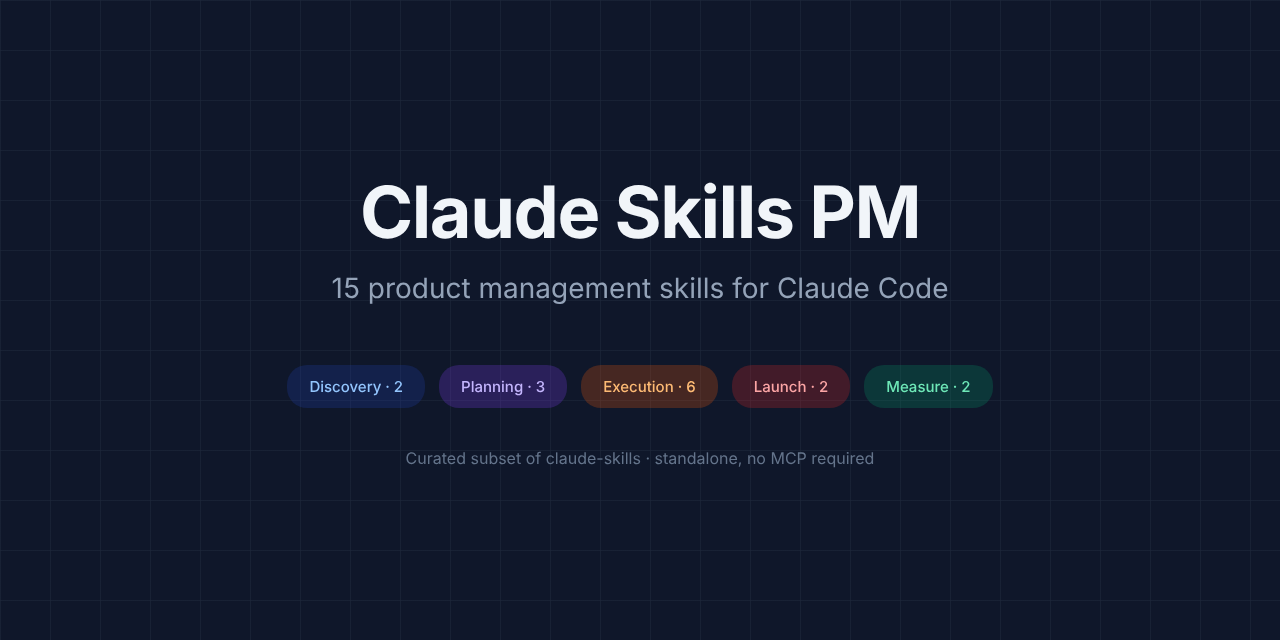 Claude Skills PM
15 product management skills for Claude Code
Discovery · 2 Planning · 3 Execution · 6 Launch · 2 Measure · 2
Curated subset of claude-skills · standalone, no MCP required